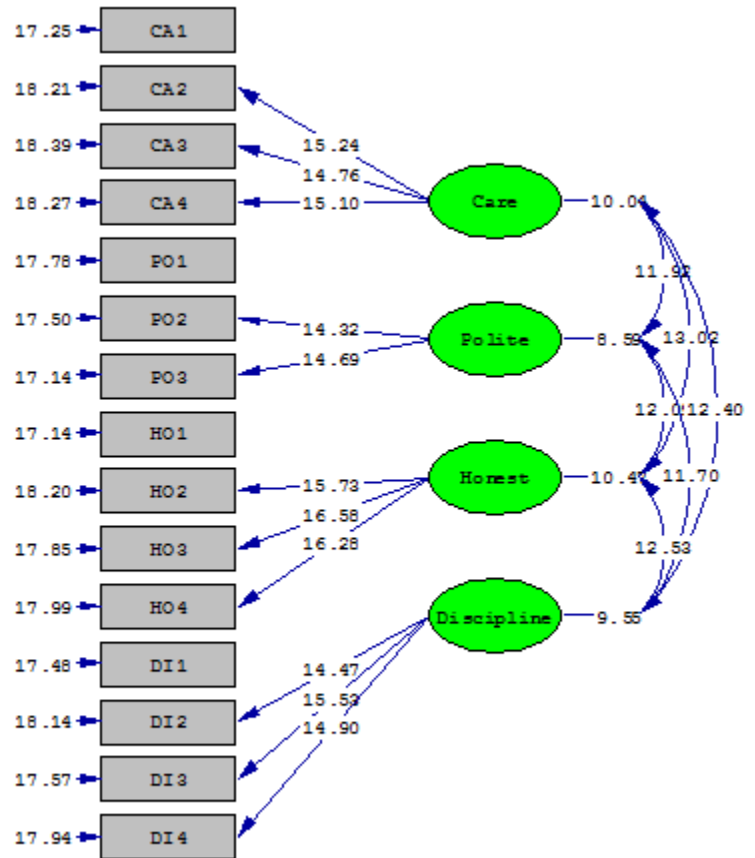 17.25 CA1
18.21 CA2
15.24
18.39 CA3
14.76
18.27 CA4 15.10 Care
17.78 PO1
11.92
17.50 PO2 14.32 Polite 8.59 13.02
17.14 PO3 14.69
17.14 HO1
12.40
18.20 HO2 15.73 Honest 11.70
16.58
17.85 HO3 16.28 12.53
17.99 HO4 Discipline 9.55
17.48 DI1 14.47
18.14 DI2 15.53
14.90
17.57 DI3
17.94 DI4